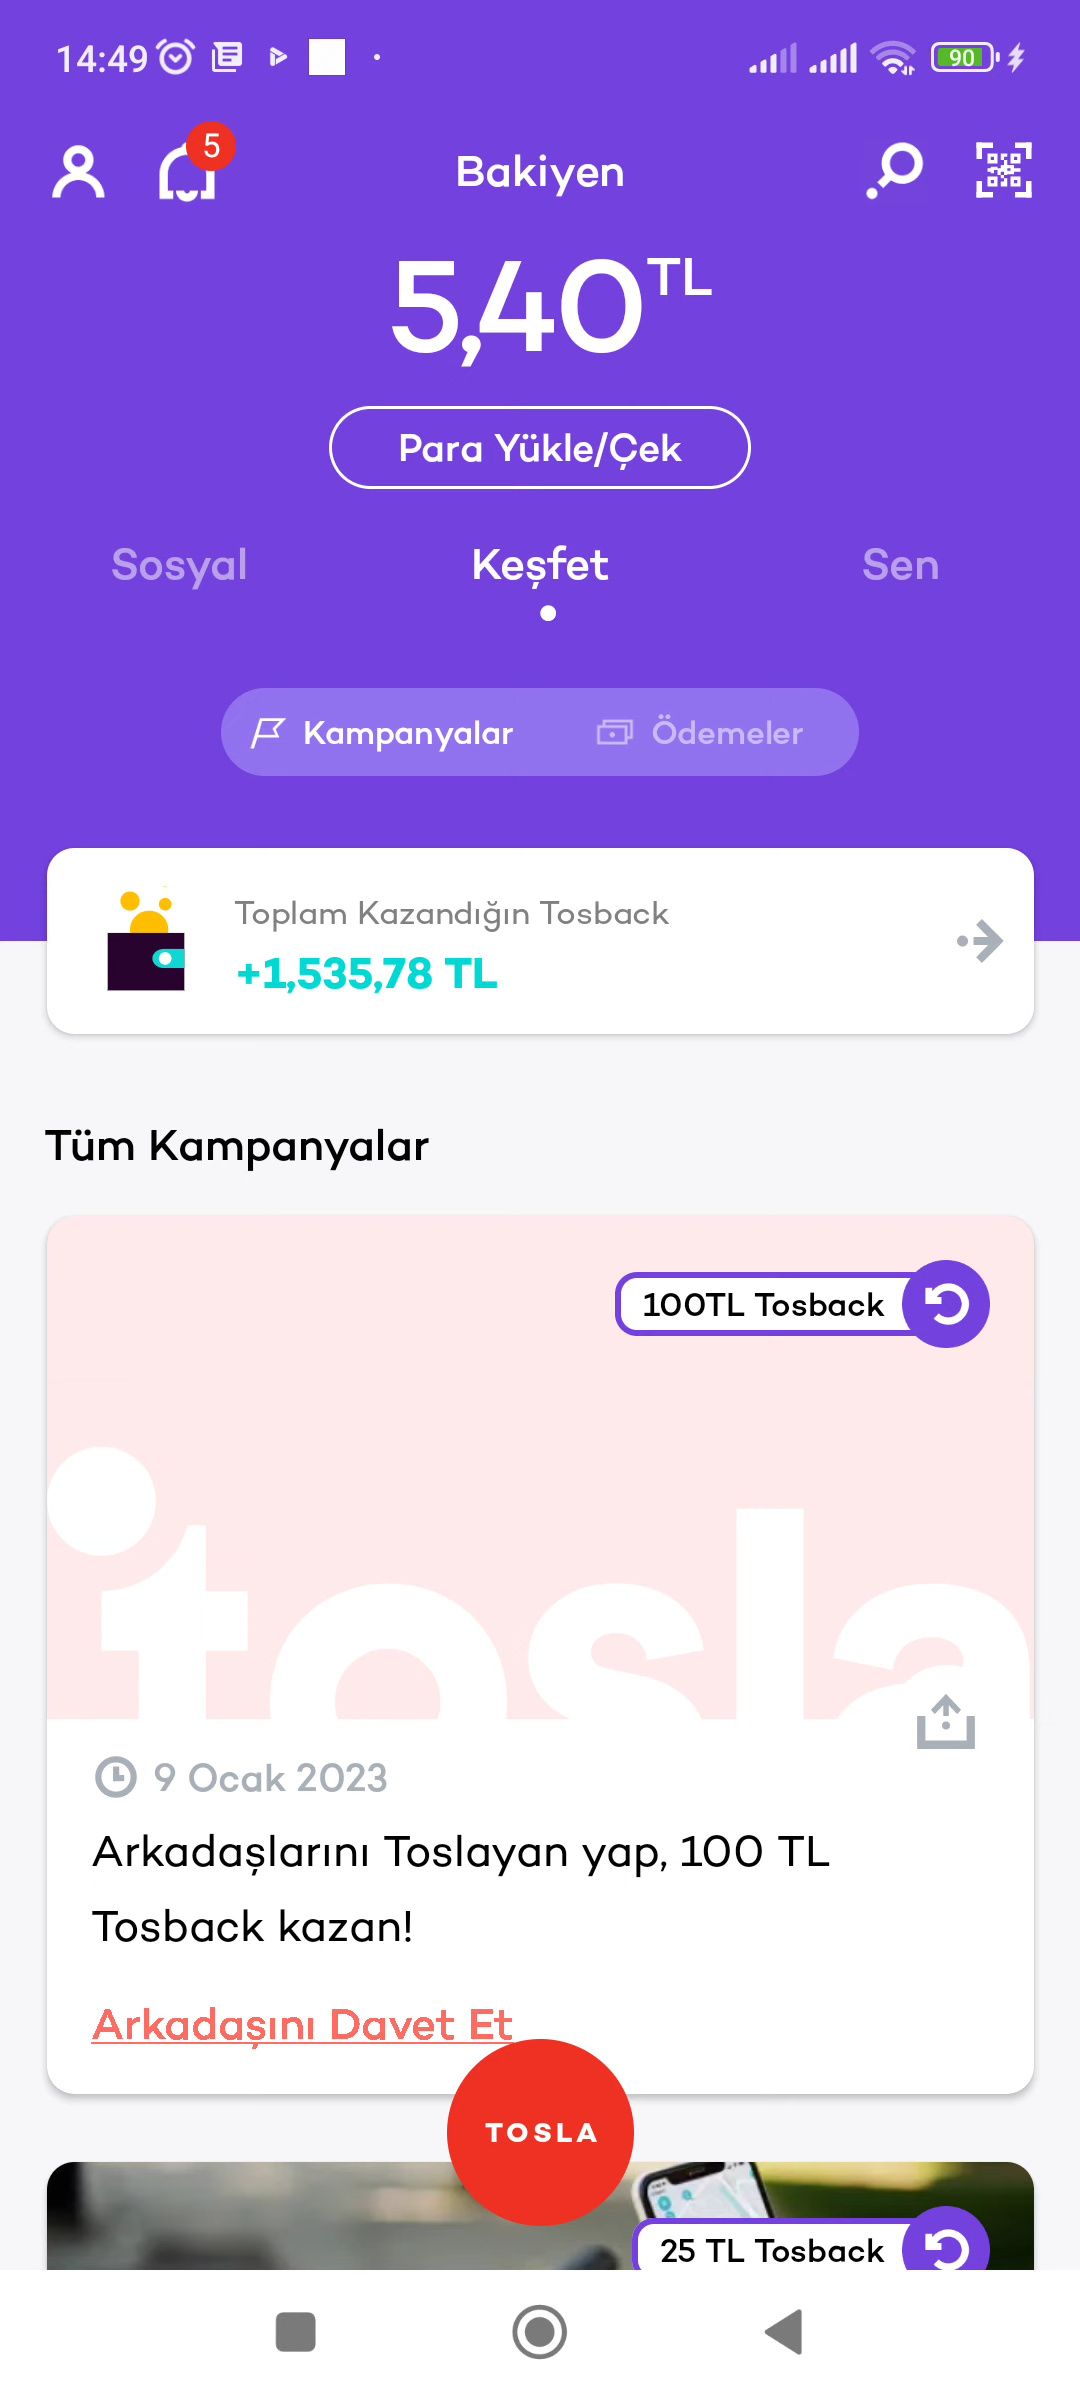 14:49
90
5
Bakiyen
5,40 TL
Para Yükle/Çek
Sosyal
Keşfet
Sen
Kampanyalar
Ödemeler
Toplam Kazandığın Tosback
+1,535,78 TL
Tüm Kampanyalar
100TL Tosback
tosla
9 Ocak 2023
Arkadaşlarını Toslayan yap, 100 TL
Tosback kazan!
Arkadaşını Davet Et
TOSLA
25 TL Tosback